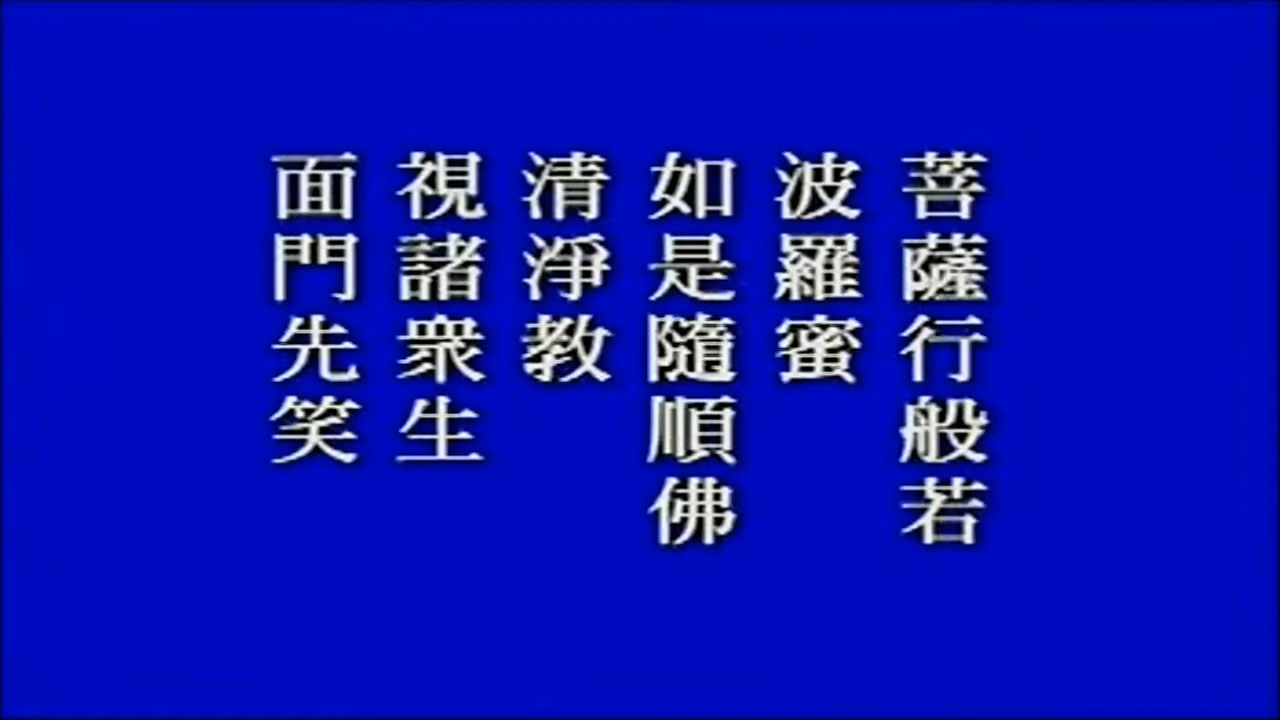 菩薩行般若
波羅蜜
如是隨順佛
清淨教
視諸眾生
面門先笑